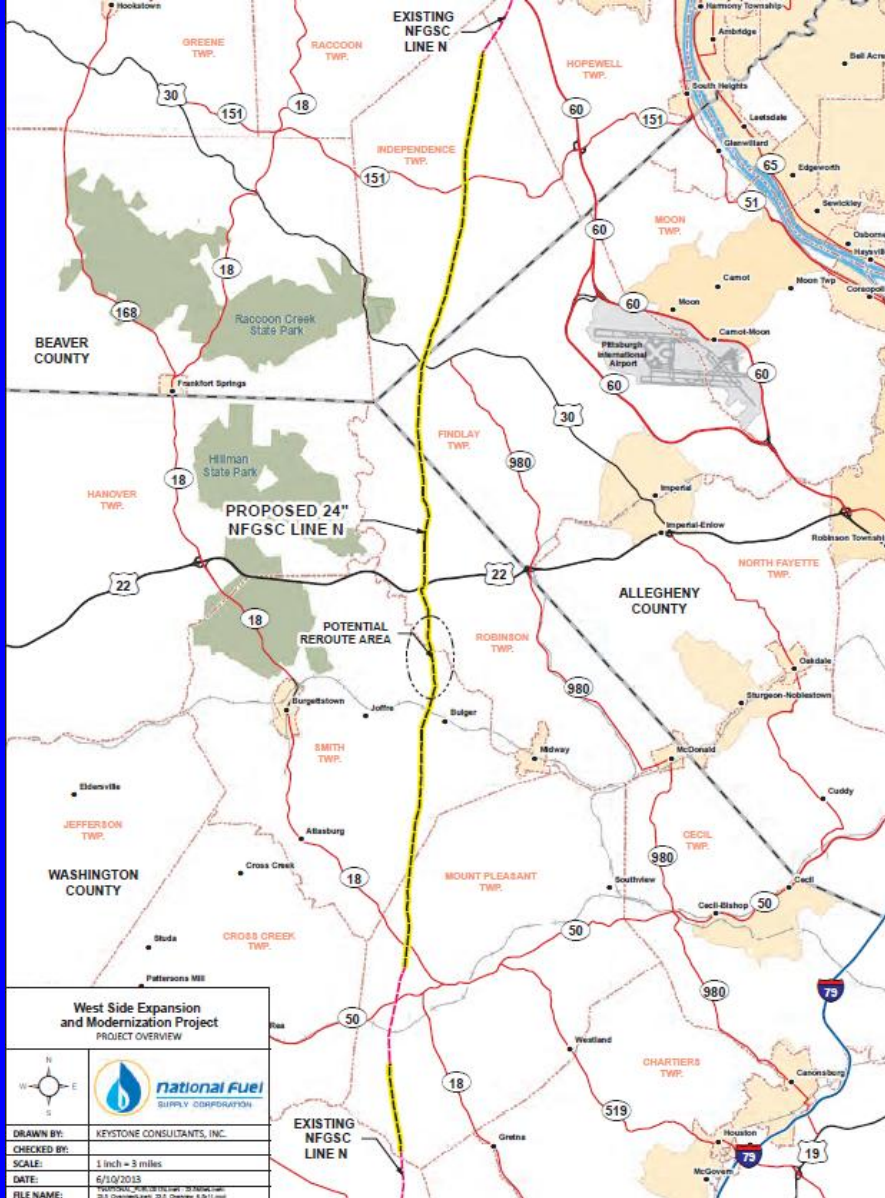 Hookstown
EXISTING
NFGSC
LINE N
Harmony Township
GREENE
TWP.
RACCOON
TWP.
HOPEWELL
TWP.
Ambridge
Bell Acre
30
151
18
60
South Heights
151
Leetsdale
INDEPENDENCE
TWP.
Glenwillard
65
Edgeworth
151
51
Sewickley
MOON
TWP.
60
Osborne
Haysvill
18
Carnot
Moon Twp
Coraopoli
60
Moon
168
Raccoon Creek
State Park
Carnot-Moon
BEAVER
COUNTY
Pittsburgh
International
Airport
60
60
Frankfort Springs
30
FINDLAY
TWP.
980
Hillman
State Park
18
HANOVER
TWP.
Imperial
PROPOSED 24"
NFGSC LINE N
Imperial-Enlow
Robinson Townshi
22
22
NORTH FAYETTE
TWP.
ALLEGHENY
COUNTY
18
POTENTIAL
REROUTE AREA
ROBINSON
TWP.
Oakdale
980
Sturgeon-Noblestown
Burgettstown
Joffre
Bulger
SMITH
TWP.
Midway
McDonald
Eldersville
Cuddy
JEFFERSON
TWP.
Atlasburg
CECIL
TWP.
980
Cross Creek
WASHINGTON
COUNTY
18
MOUNT PLEASANT
TWP.
Southview
Cecil
Cecil-Bishop
50
50
Studa
CROSS CREEK
TWP.
Pattersons Mill
980
79
West Side Expansion
and Modernization Project
PROJECT OVERVIEW
50
Rea
Westland
CHARTIERS
TWP.
N
W
E
S
national Fuel
SUPPLY CORPORATION
18
Canonsburg
519
EXISTING
NFGSC
LINE N
Gretna
Houston
79
19
McGovern
DRAWN BY: KEYSTONE CONSULTANTS, INC.
CHECKED BY:
SCALE: 1 inch = 3 miles
DATE: 6/10/2013
FILE NAME: